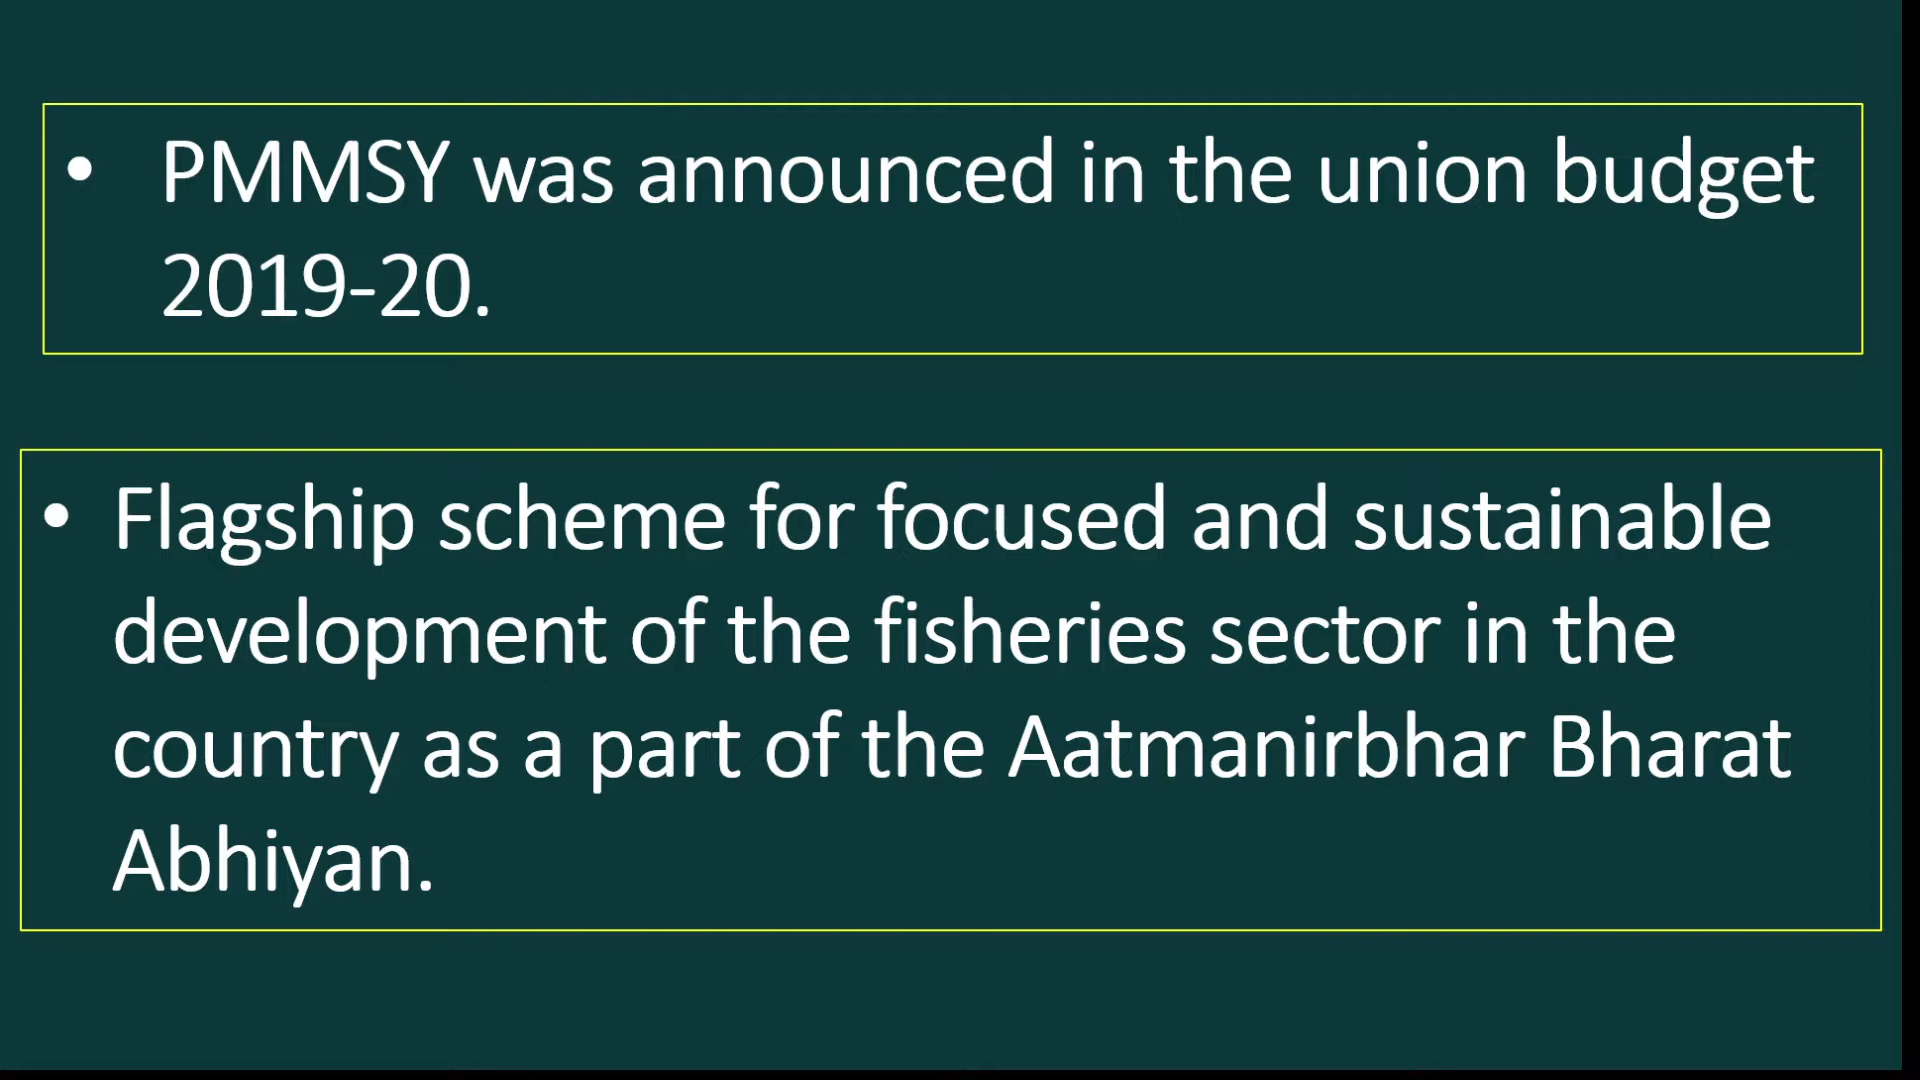 • PMMSY was announced in the union budget
2019-20.
• Flagship scheme for focused and sustainable
development of the fisheries sector in the
country as a part of the Aatmanirbhar Bharat
Abhiyan.